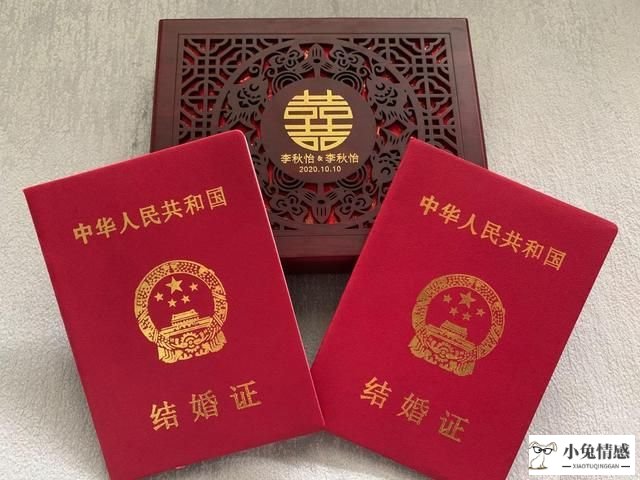 囍
李秋怡 & 李秋怡
2020.10.10
中华人民共和国
结婚证
中华人民共和国
结婚证
小兔情感
XIAOTUQINGGAN